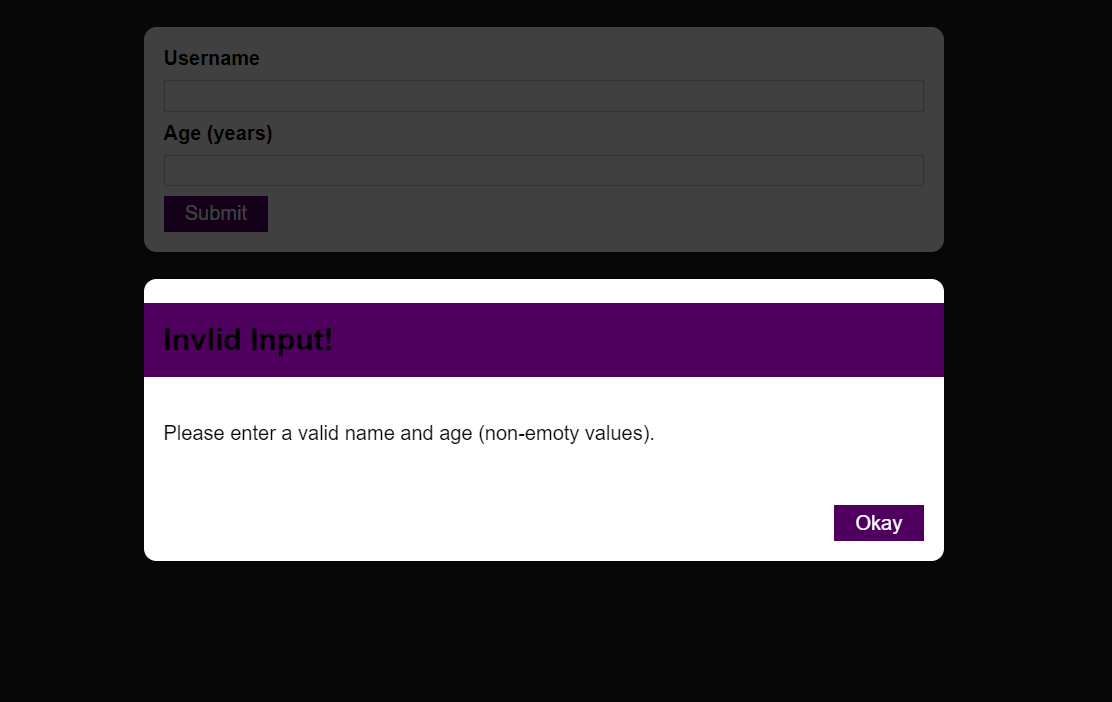 Username
Age (years)
Submit
Invlid Input!
Please enter a valid name and age (non-emoty values).
Okay